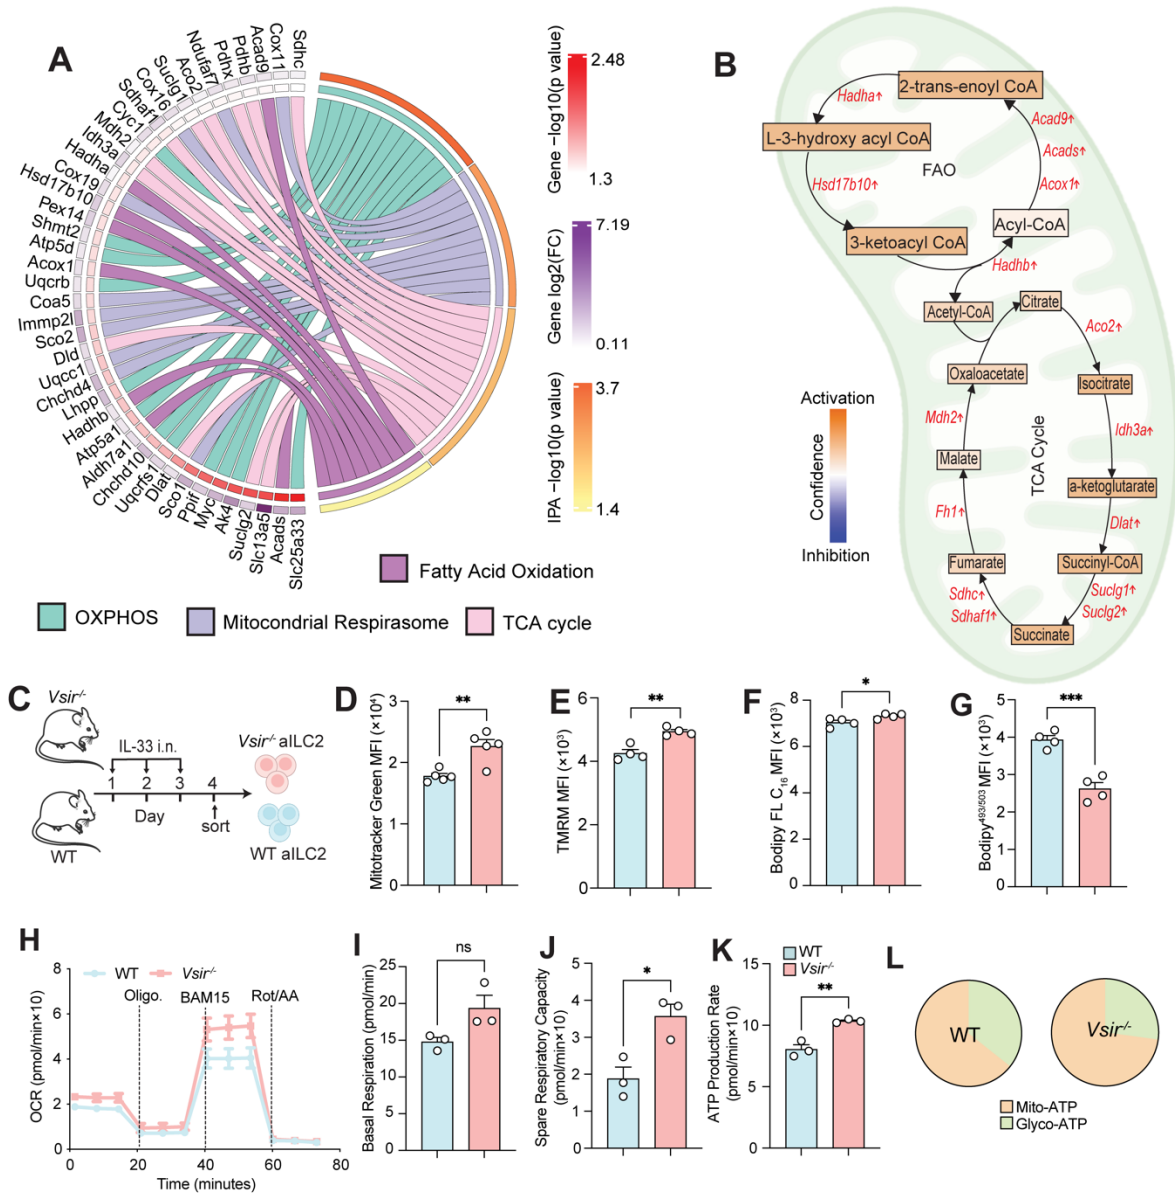 A
Sdhc
Cox11
Acad9
Pdhb
Pdhx
Ndufaf7
Aco2
Suclg1
Cox16
Sdhaf1
Cyc1
Mdh2
Idh3a
Hadha
Cox19
Hsd17b10
Pex14
Shmt2
Atp5d
Acox1
Uqcrb
Coa5
Immp2l
Sco2
Dld
Uqcc1
Chchd4
Lhpp
Hadhb
Atp5a1
Aldh7a1
Chchd10
Uqcrfs1
Dlat
Sco1
Ppif
Myc
Ak4
Suclg2
Slc13a5
Acads
Slc25a33
Gene −log10(p value)
2.48
1.3
Gene log2(FC)
7.19
0.11
IPA −log10(p value)
3.7
1.4
Fatty Acid Oxidation
OXPHOS
Mitocondrial Respirasome
TCA cycle
B
2-trans-enoyl CoA
Hadha↑
Acad9↑
L-3-hydroxy acyl CoA
Acads↑
FAO
Hsd17b10↑
Acox1↑
Acyl-CoA
3-ketoacyl CoA
Hadhb↑
Acetyl-CoA
Citrate
Aco2↑
Oxaloacetate
Isocitrate
Mdh2↑
Idh3a↑
Malate
TCA Cycle
a-ketoglutarate
Fh1↑
Dlat↑
Fumarate
Succinyl-CoA
Sdhc↑
Sdhaf1↑
Suclg1↑
Suclg2↑
Succinate
Activation
Confidence
Inhibition
C
Vsir-/-
IL-33 i.n.
1 2 3 4
Day
sort
WT
Vsir-/- aILC2
WT aILC2
D
Mitotracker Green MFI (×10⁴)
3
2
1
0
**
E
TMRM MFI (×10³)
6
4
2
0
**
F
Bodipy FL C16 MFI (×10³)
8
6
4
2
0
*
G
Bodipy493/503 MFI (×10³)
5
4
3
2
1
0
***
H
WT Vsir-/-
Oligo. BAM15 Rot/AA
OCR (pmol/min×10)
8
6
4
2
0
0 20 40 60 80
Time (minutes)
I
Basal Respiration (pmol/min)
25
20
15
10
5
0
ns
J
Spare Respiratory Capacity
(pmol/min×10)
5
4
3
2
1
0
*
K
WT
Vsir-/-
ATP Production Rate
(pmol/min×10)
15
10
5
0
**
L
WT
Vsir-/-
Mito-ATP
Glyco-ATP